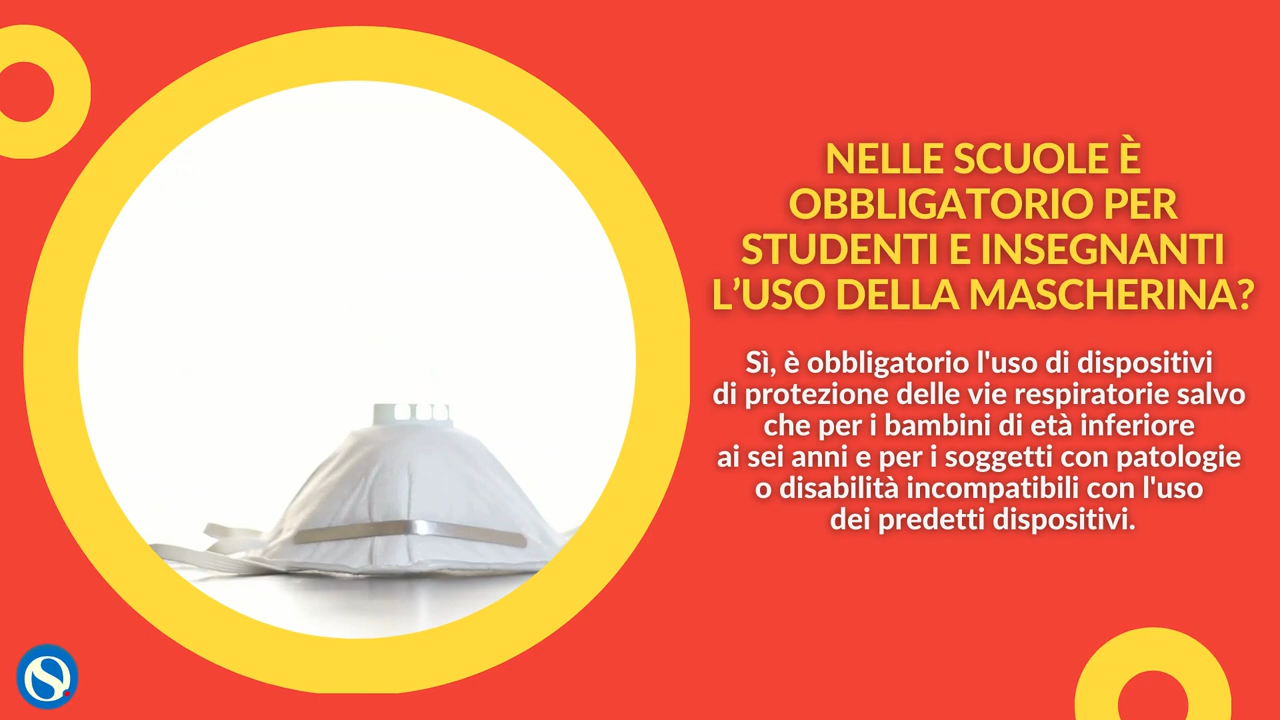 NELLE SCUOLE È
OBBLIGATORIO PER
STUDENTI E INSEGNANTI
L’USO DELLA MASCHERINA?
Sì, è obbligatorio l'uso di dispositivi
di protezione delle vie respiratorie salvo
che per i bambini di età inferiore
ai sei anni e per i soggetti con patologie
o disabilità incompatibili con l'uso
dei predetti dispositivi.